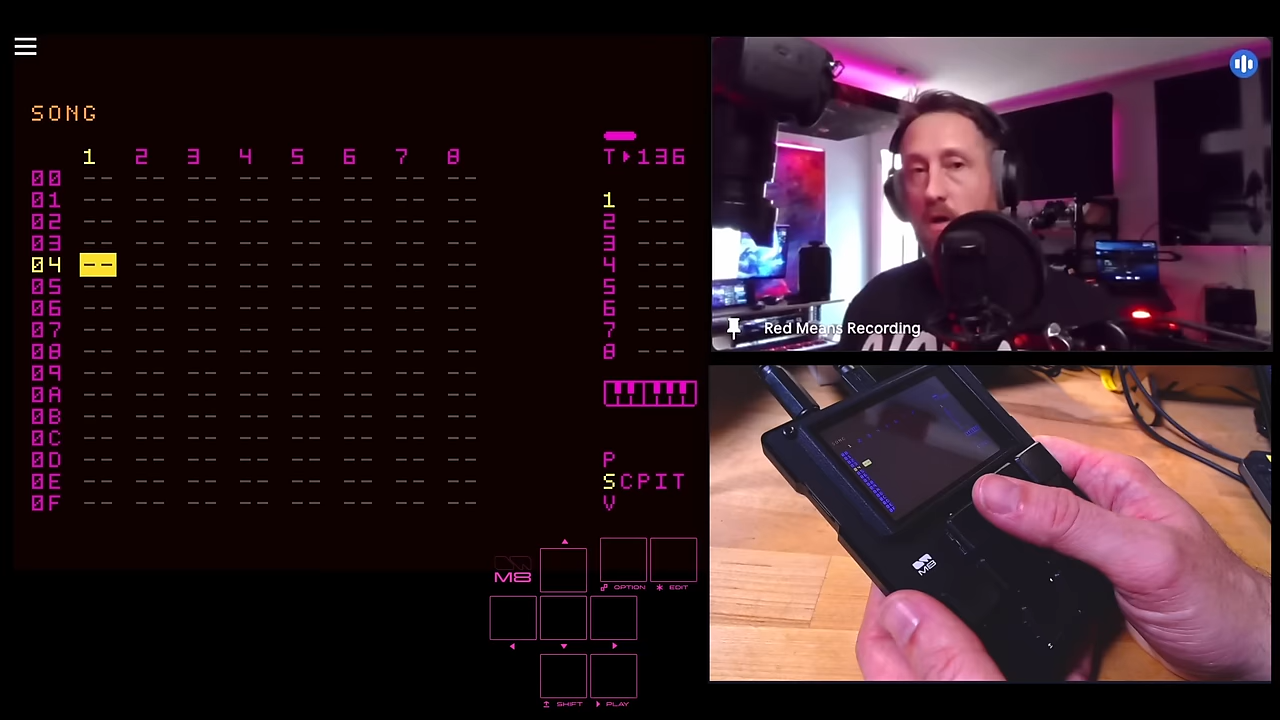 SONG
1 2 3 4 5 6 7 8
T 136
00 -- -- -- -- -- -- -- --
01 -- -- -- -- -- -- -- -- 1 ---
02 -- -- -- -- -- -- -- -- 2 ---
03 -- -- -- -- -- -- -- -- 3 ---
04 -- -- -- -- -- -- -- -- 4 ---
05 -- -- -- -- -- -- -- -- 5 ---
06 -- -- -- -- -- -- -- -- 6 ---
07 -- -- -- -- -- -- -- -- 7 ---
08 -- -- -- -- -- -- -- -- 8 ---
09 -- -- -- -- -- -- -- --
0A -- -- -- -- -- -- -- --
0B -- -- -- -- -- -- -- --
0C -- -- -- -- -- -- -- --
0D -- -- -- -- -- -- -- -- P
0E -- -- -- -- -- -- -- -- SCPIT
0F -- -- -- -- -- -- -- -- V
M8
OPTION EDIT
SHIFT PLAY
Red Means Recording
M8